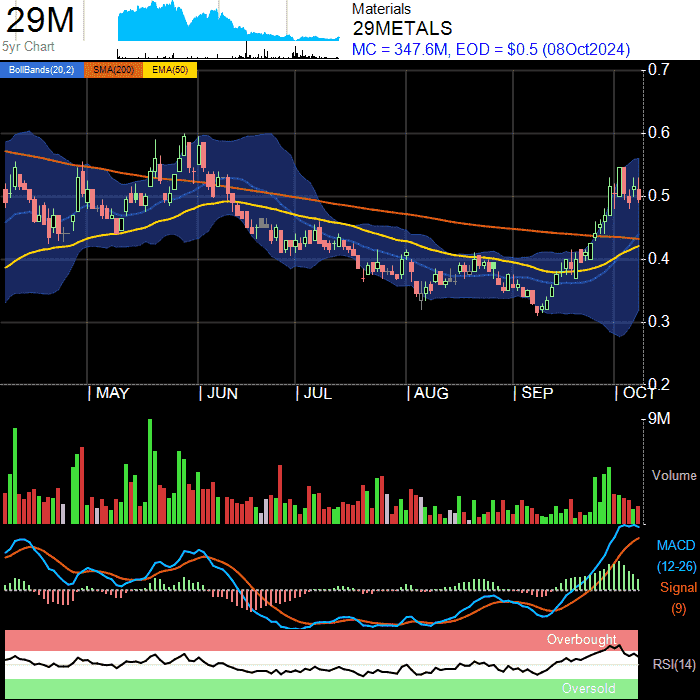 29M
5yr Chart
Materials
29METALS
MC = 347.6M, EOD = $0.5 (08Oct2024)
BollBands(20,2) SMA(200) EMA(50)
0.7
0.6
0.5
0.4
0.3
0.2
| MAY | JUN | JUL | AUG | SEP | OCT
9M
Volume
MACD
(12-26)
Signal
(9)
Overbought
RSI(14)
Oversold